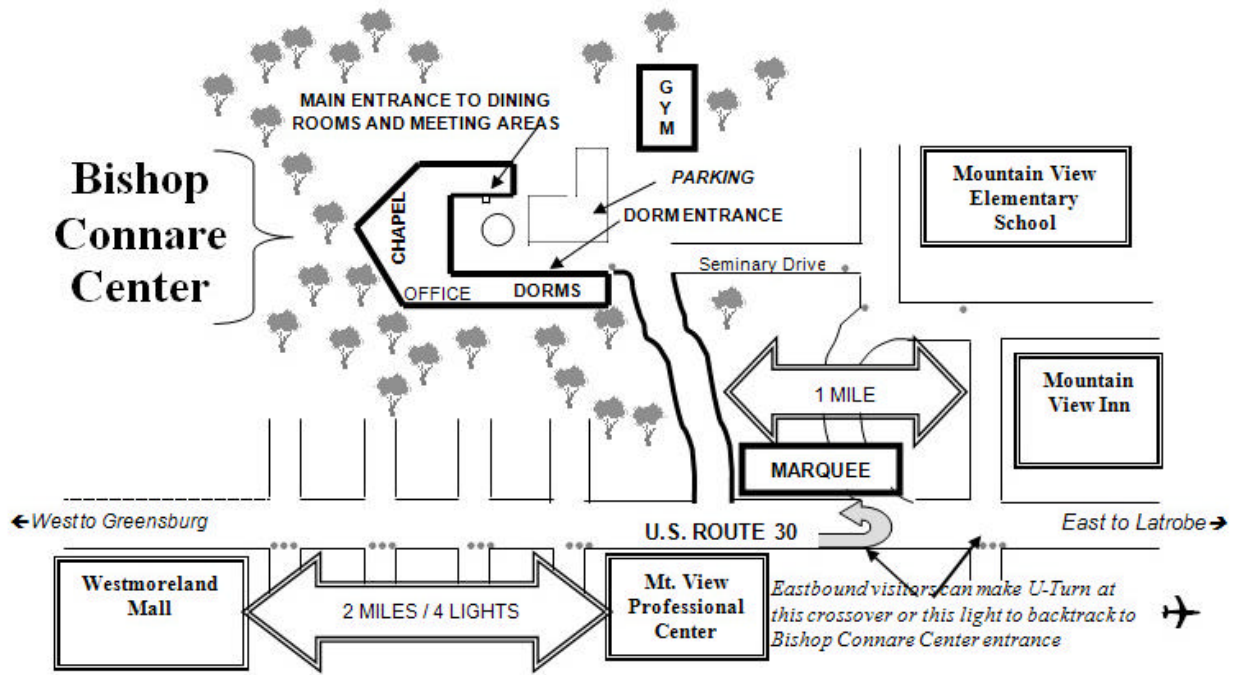 MAIN ENTRANCE TO DINING
ROOMS AND MEETING AREAS
G
Y
M
Bishop
Connare
Center
CHAPEL
PARKING
DORM ENTRANCE
OFFICE
DORMS
Mountain View
Elementary
School
Seminary Drive
1 MILE
Mountain
View Inn
MARQUEE
←West to Greensburg
U.S. ROUTE 30
East to Latrobe→
Westmoreland
Mall
2 MILES / 4 LIGHTS
Mt. View
Professional
Center
Eastbound visitors can make U-Turn at
this crossover or this light to backtrack to
Bishop Connare Center entrance